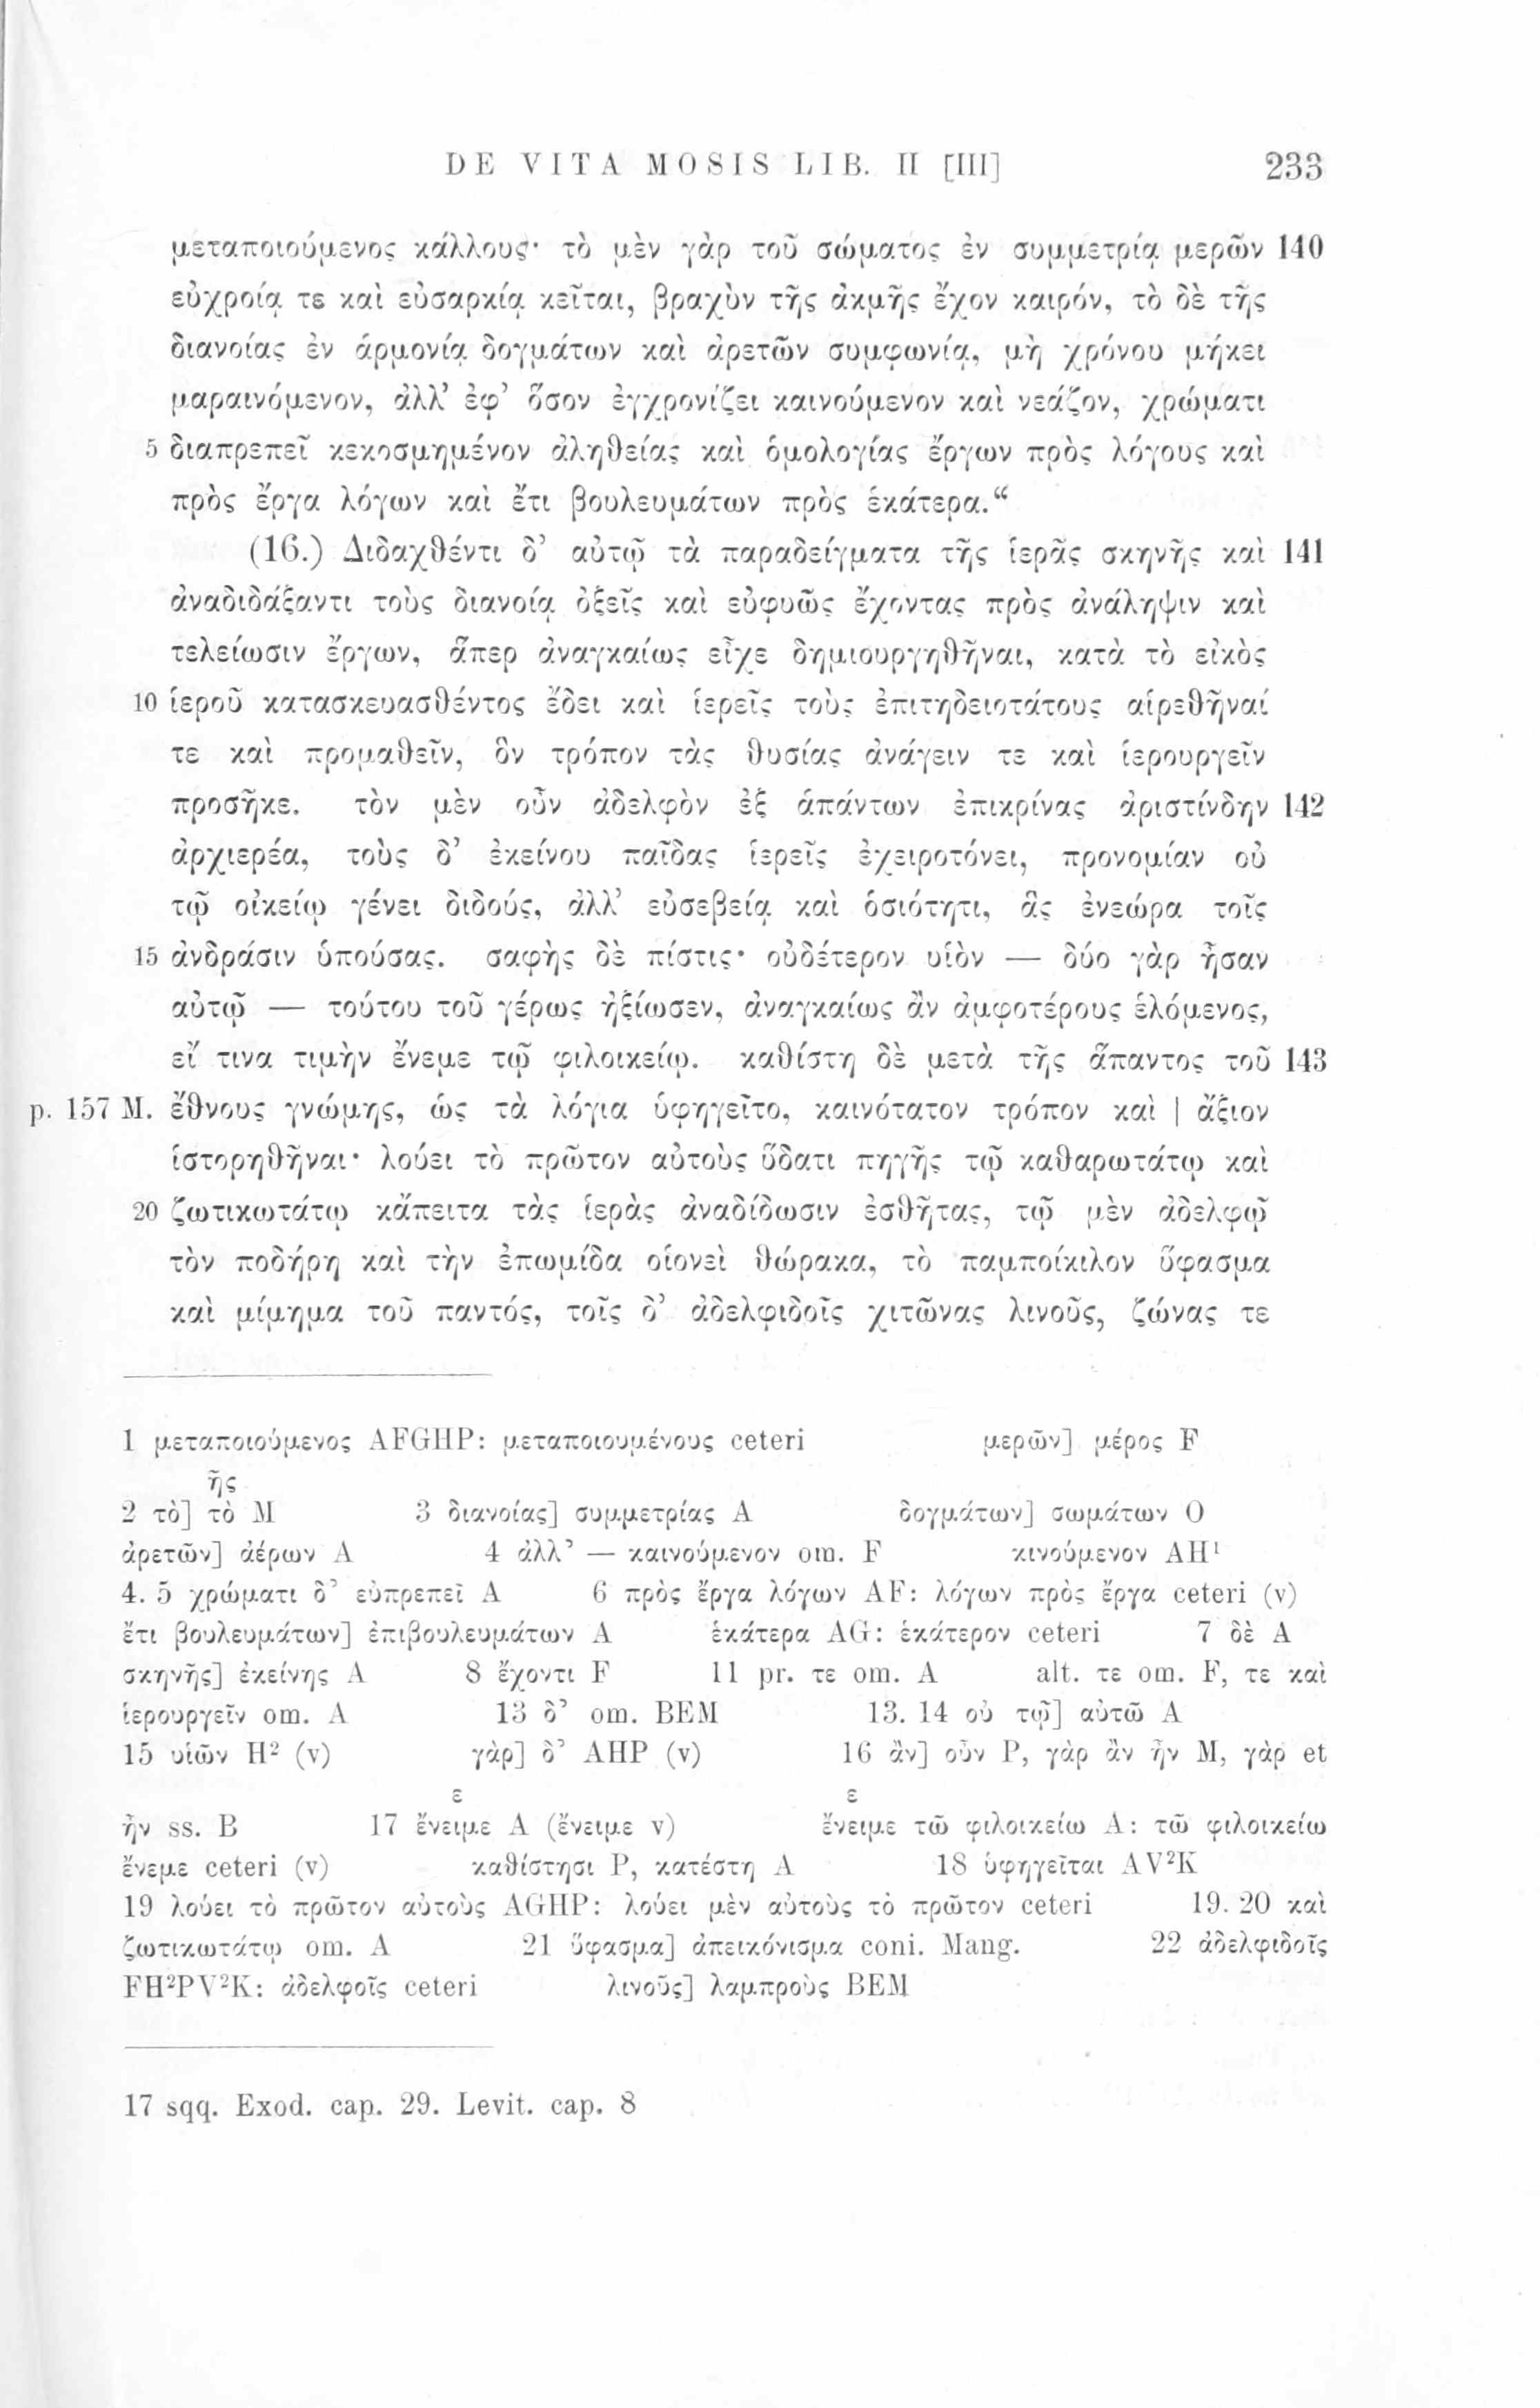 DE VITA MOSIS LIB. II [III] 233
μεταποιούμενος κάλλους· τὸ μὲν γὰρ τοῦ σώματος ἐν συμμετρίᾳ μερῶν 140
εὐχροίᾳ τε καὶ εὐσαρκίᾳ κεῖται, βραχὺν τῆς ἀκμῆς ἔχον καιρόν, τὸ δὲ τῆς
διανοίας ἐν ἁρμονίᾳ δογμάτων καὶ ἀρετῶν συμφωνίᾳ, μὴ χρόνου μήκει
μαραινόμενον, ἀλλ’ ἐφ’ ὅσον ἐγχρονίζει καινούμενον καὶ νεάζον, χρώματι
5 διαπρεπεῖ κεκοσμημένον ἀληθείας καὶ ὁμολογίας ἔργων πρὸς λόγους καὶ
πρὸς ἔργα λόγων καὶ ἔτι βουλευμάτων πρὸς ἑκάτερα.“
(16.) Διδαχθέντι δ’ αὐτῷ τὰ παραδείγματα τῆς ἱερᾶς σκηνῆς καὶ 141
ἀναδιδάξαντι τοὺς διανοίᾳ ὀξεῖς καὶ εὐφυῶς ἔχοντας πρὸς ἀνάληψιν καὶ
τελείωσιν ἔργων, ἅπερ ἀναγκαίως εἶχε δημιουργηθῆναι, κατὰ τὸ εἰκὸς
10 ἱεροῦ κατασκευασθέντος ἔδει καὶ ἱερεῖς τοὺς ἐπιτηδειοτάτους αἱρεθῆναί
τε καὶ προμαθεῖν, ὃν τρόπον τὰς θυσίας ἀνάγειν τε καὶ ἱερουργεῖν
προσῆκε. τὸν μὲν οὖν ἀδελφὸν ἐξ ἁπάντων ἐπικρίνας ἀριστίνδην 142
ἀρχιερέα, τοὺς δ’ ἐκείνου παῖδας ἱερεῖς ἐχειροτόνει, προνομίαν οὐ
τῷ οἰκείῳ γένει διδούς, ἀλλ’ εὐσεβείᾳ καὶ ὁσιότητι, ἃς ἐνεώρα τοῖς
15 ἀνδράσιν ὑπούσας. σαφὴς δὲ πίστις· οὐδέτερον υἱὸν — δύο γὰρ ἦσαν
αὐτῷ — τούτου τοῦ γέρως ἠξίωσεν, ἀναγκαίως ἂν ἀμφοτέρους ἑλόμενος,
εἴ τινα τιμὴν ἔνεμε τῷ φιλοικείῳ. καθίστη δὲ μετὰ τῆς ἅπαντος τοῦ 143
p. 157 M. ἔθνους γνώμης, ὡς τὰ λόγια ὑφηγεῖτο, καινότατον τρόπον καὶ | ἄξιον
ἱστορηθῆναι· λούει τὸ πρῶτον αὐτοὺς ὕδατι πηγῆς τῷ καθαρωτάτῳ καὶ
20 ζωτικωτάτῳ κἄπειτα τὰς ἱερὰς ἀναδίδωσιν ἐσθῆτας, τῷ μὲν ἀδελφῷ
τὸν ποδήρη καὶ τὴν ἐπωμίδα οἱονεὶ θώρακα, τὸ παμποίκιλον ὕφασμα
καὶ μίμημα τοῦ παντός, τοῖς δ’ ἀδελφιδοῖς χιτῶνας λινοῦς, ζώνας τε
1 μεταποιούμενος AFGHP: μεταποιουμένους ceteri μερῶν] μέρος F
ῆς
2 τὸ] τὸ M 3 διανοίας] συμμετρίας A δογμάτων] σωμάτων O
ἀρετῶν] ἀέρων A 4 ἀλλ’ — καινούμενον om. F κινούμενον AH¹
4. 5 χρώματι δ’ εὐπρεπεῖ A 6 πρὸς ἔργα λόγων AF: λόγων πρὸς ἔργα ceteri (v)
ἔτι βουλευμάτων] ἐπιβουλευμάτων A ἑκάτερα AG: ἑκάτερον ceteri 7 δὲ A
σκηνῆς] ἐκείνης A 8 ἔχοντι F 11 pr. τε om. A alt. τε om. F, τε καὶ
ἱερουργεῖν om. A 13 δ’ om. BEM 13. 14 οὐ τῷ] αὐτῶ A
15 υἱῶν H² (v) γὰρ] δ’ AHP (v) 16 ἂν] οὖν P, γὰρ ἂν ἦν M, γὰρ et
ε ε
ἦν ss. B 17 ἔνειμε A (ἔνειμε v) ἔνειμε τῶ φιλοικείω A: τῶ φιλοικείω
ἔνεμε ceteri (v) καθίστησι P, κατέστη A 18 ὑφηγεῖται AV²K
19 λούει τὸ πρῶτον αὐτοὺς AGHP: λούει μὲν αὐτοὺς τὸ πρῶτον ceteri 19. 20 καὶ
ζωτικωτάτῳ om. A 21 ὕφασμα] ἀπεικόνισμα coni. Mang. 22 ἀδελφιδοῖς
FH²PV²K: ἀδελφοῖς ceteri λινοῦς] λαμπροὺς BEM
17 sqq. Exod. cap. 29. Levit. cap. 8